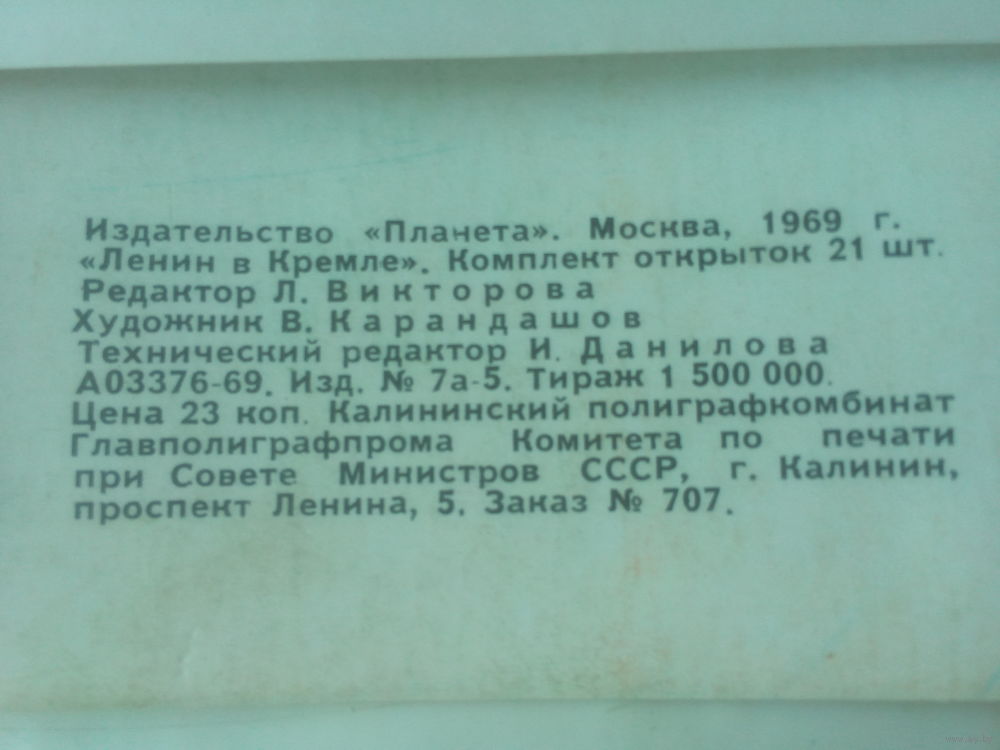 Издательство «Планета». Москва, 1969 г.
«Ленин в Кремле». Комплект открыток 21 шт.
Редактор Л. Викторова
Художник В. Карандашов
Технический редактор И. Данилова
А03376-69. Изд. № 7а-5. Тираж 1 500 000.
Цена 23 коп. Калининский полиграфкомбинат
Главполиграфпрома Комитета по печати
при Совете Министров СССР, г. Калинин,
проспект Ленина, 5. Заказ № 707.